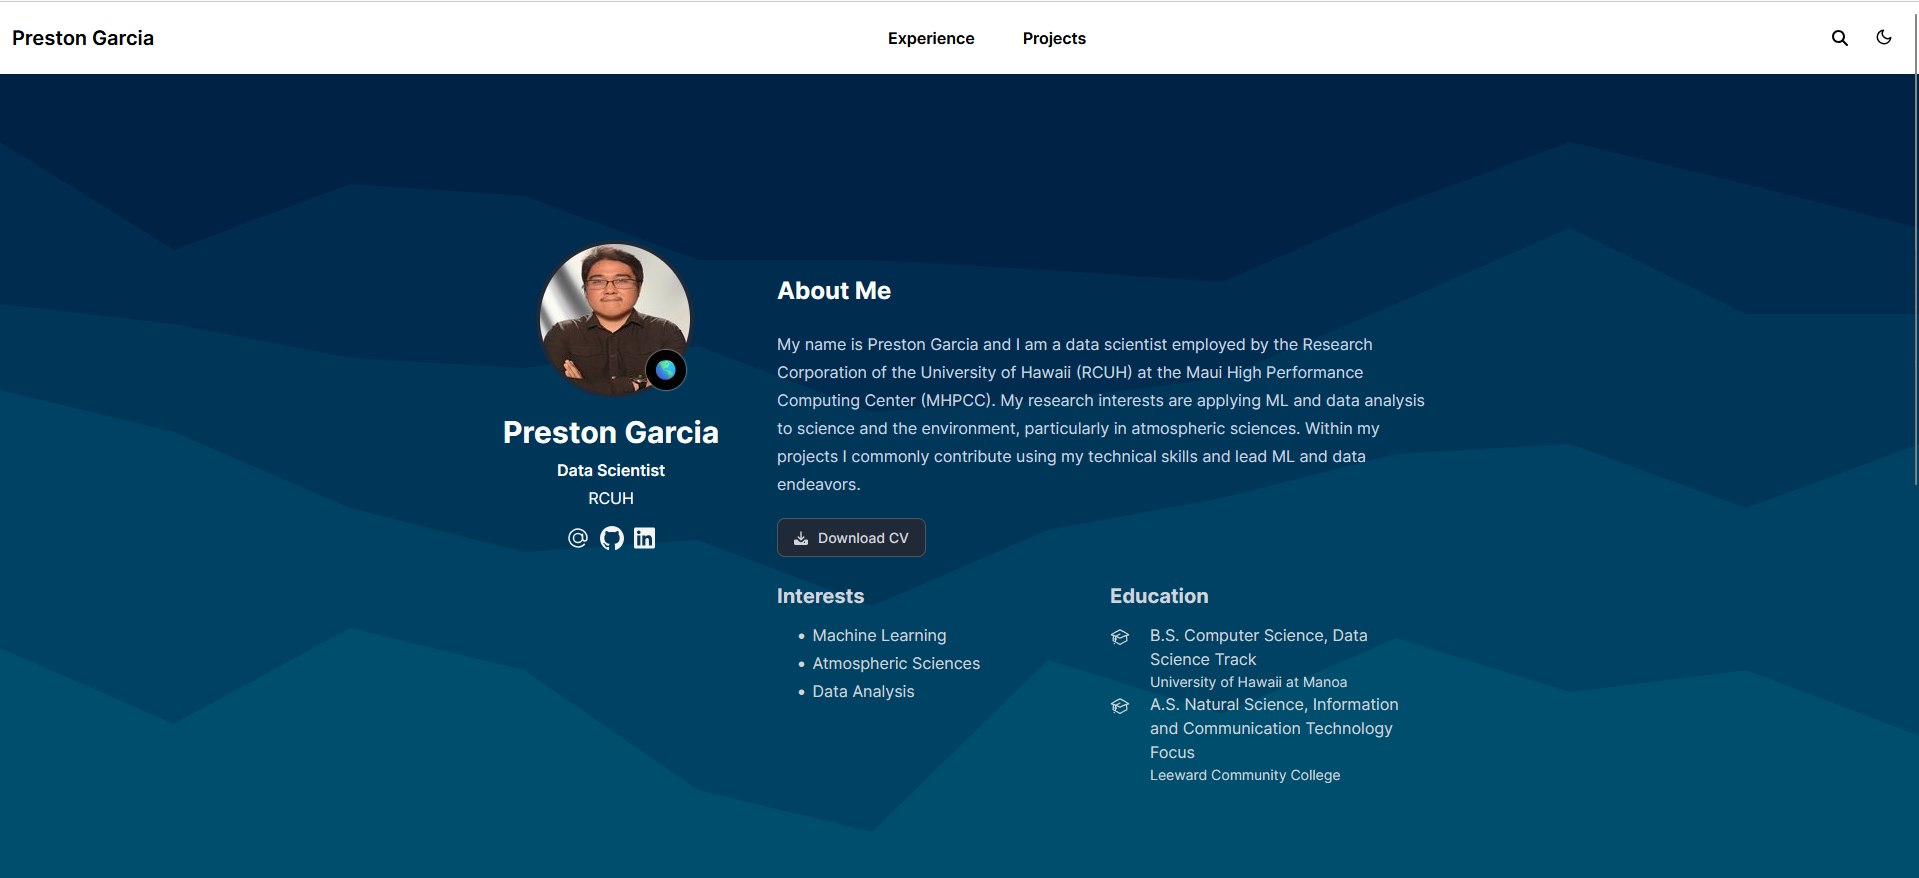 Preston Garcia
Experience
Projects
Preston Garcia
Data Scientist
RCUH
About Me
My name is Preston Garcia and I am a data scientist employed by the Research
Corporation of the University of Hawaii (RCUH) at the Maui High Performance
Computing Center (MHPCC). My research interests are applying ML and data analysis
to science and the environment, particularly in atmospheric sciences. Within my
projects I commonly contribute using my technical skills and lead ML and data
endeavors.
Download CV
Interests
• Machine Learning
• Atmospheric Sciences
• Data Analysis
Education
B.S. Computer Science, Data
Science Track
University of Hawaii at Manoa
A.S. Natural Science, Information
and Communication Technology
Focus
Leeward Community College